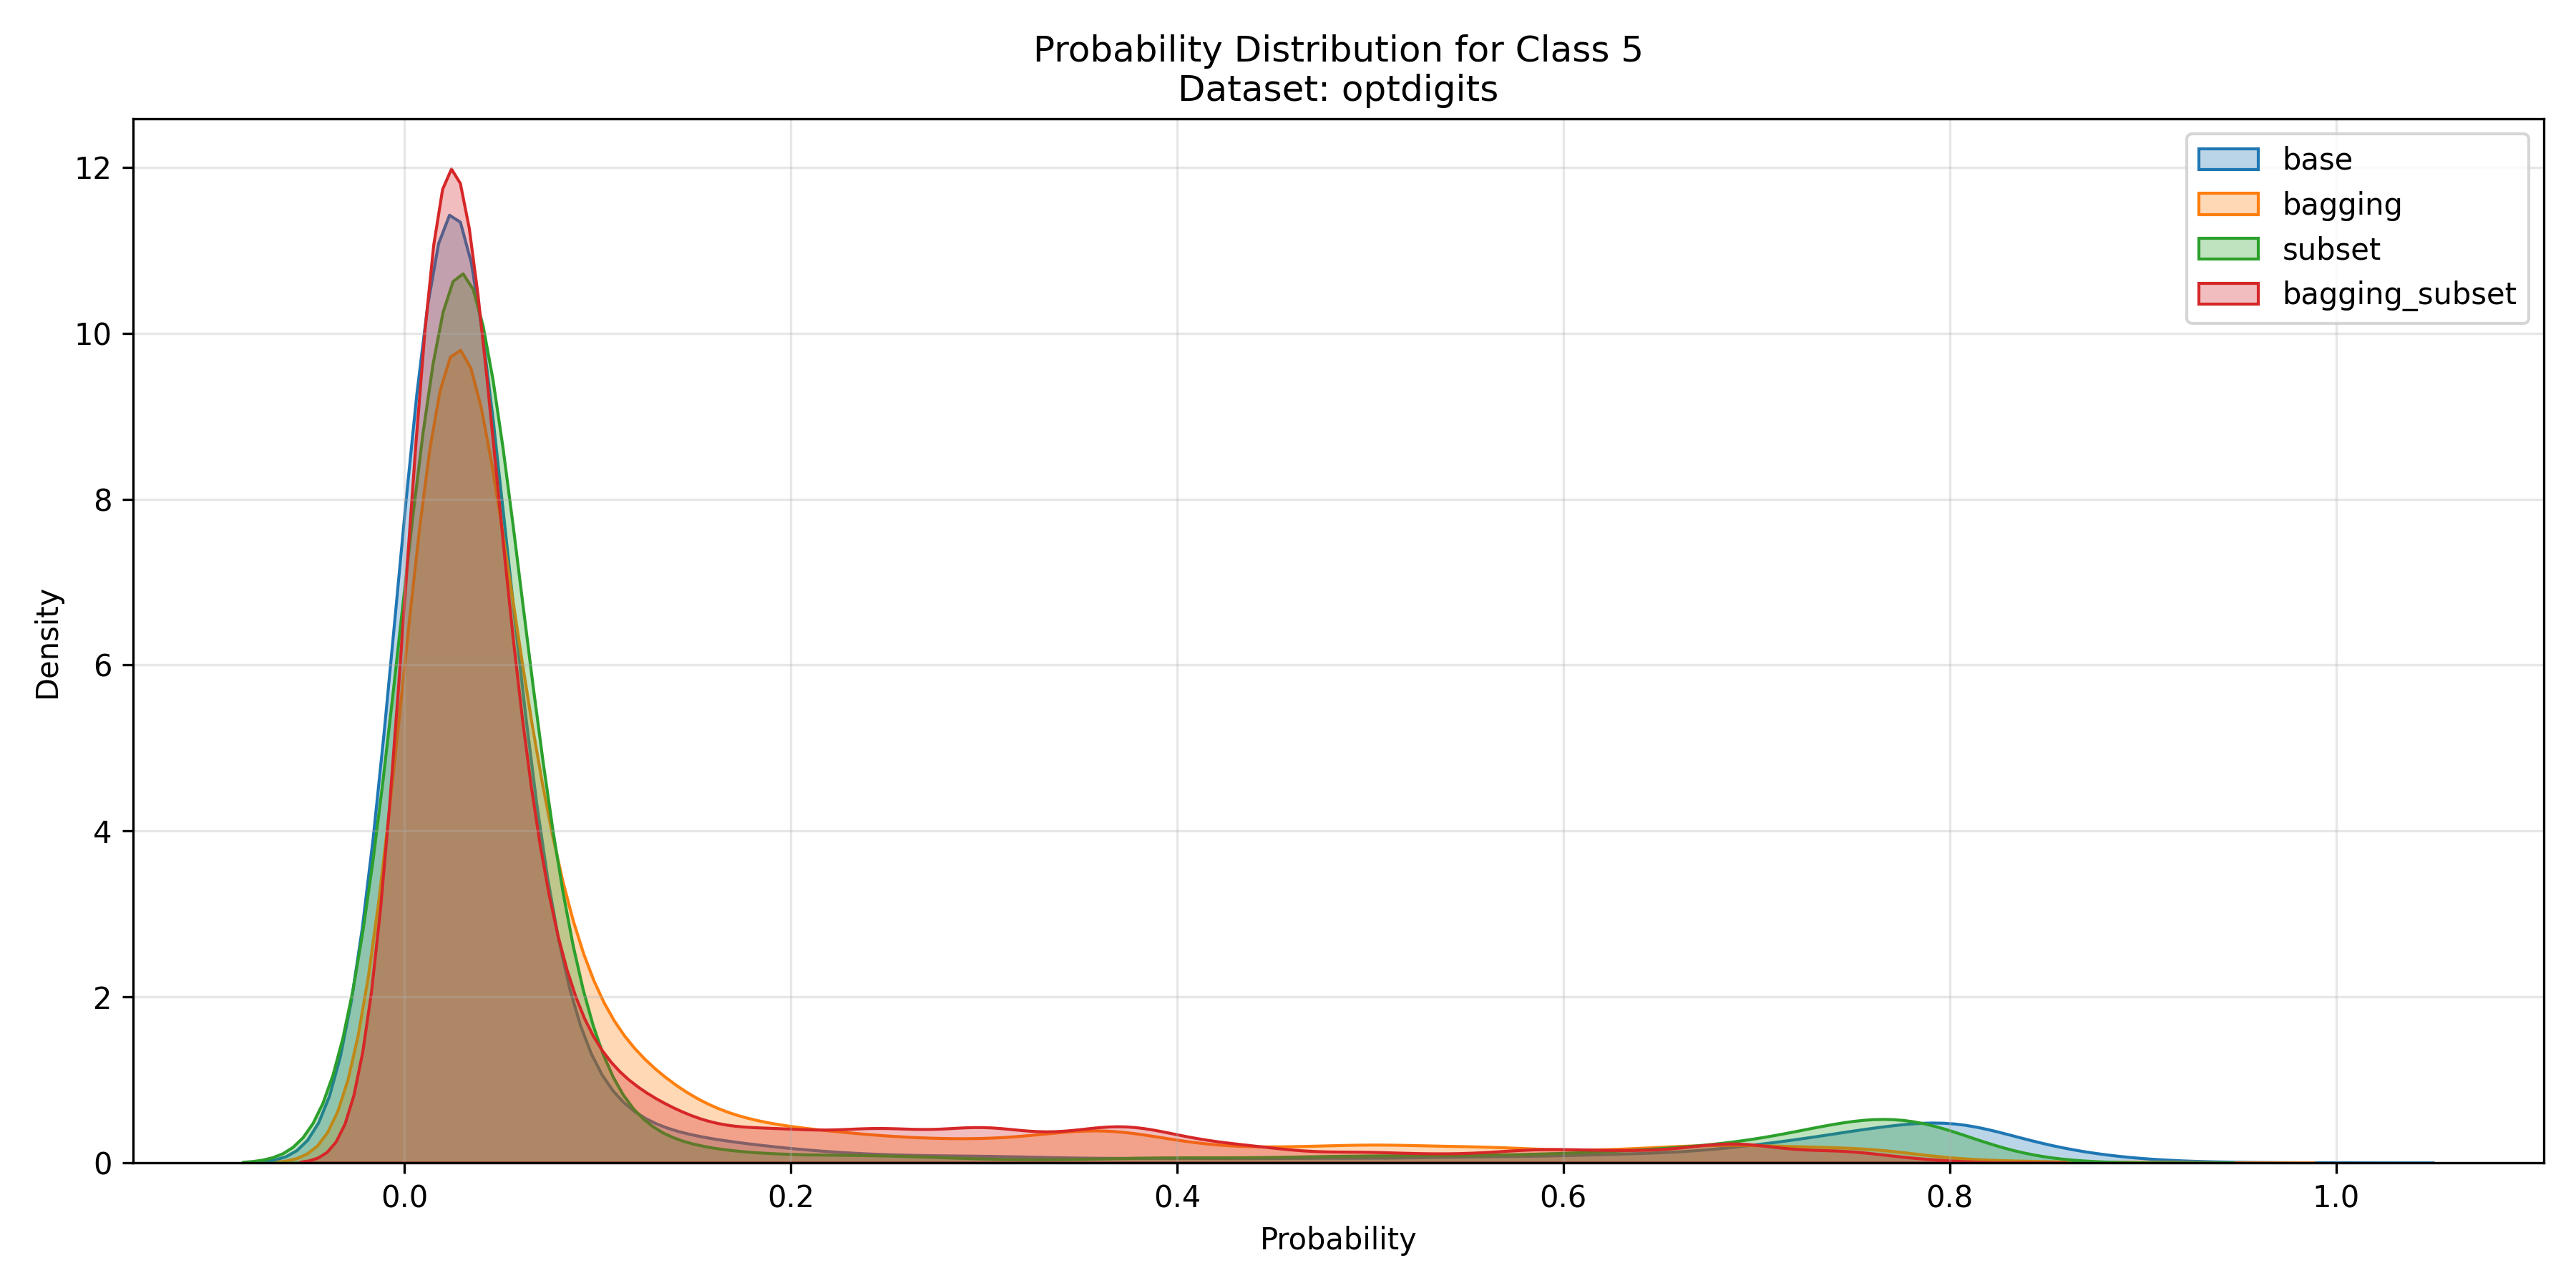 Probability Distribution for Class 5
Dataset: optdigits
base
bagging
subset
bagging_subset
12
10
8
6
4
2
0
Density
0.0 0.2 0.4 0.6 0.8 1.0
Probability